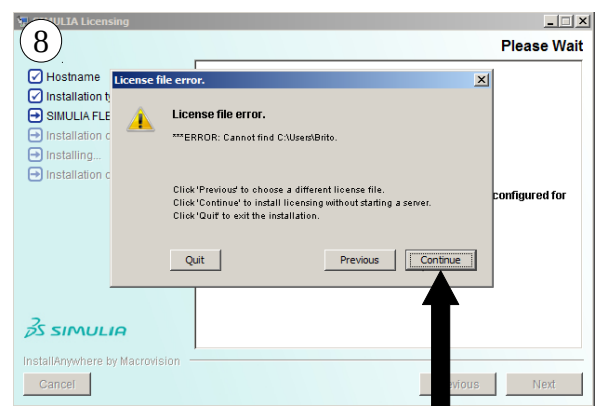 SIMULIA Licensing
8
Please Wait
Hostname
Installation ty
SIMULIA FLE
Installation c
Installing...
Installation c
License file error.
License file error.
***ERROR: Cannot find C:\Users\Brito.
Click 'Previous' to choose a different license file.
Click 'Continue' to install licensing without starting a server.
Click 'Quit' to exit the installation.
Quit
Previous
Continue
configured for
SIMULIA
InstallAnywhere by Macrovision
Cancel
Previous
Next